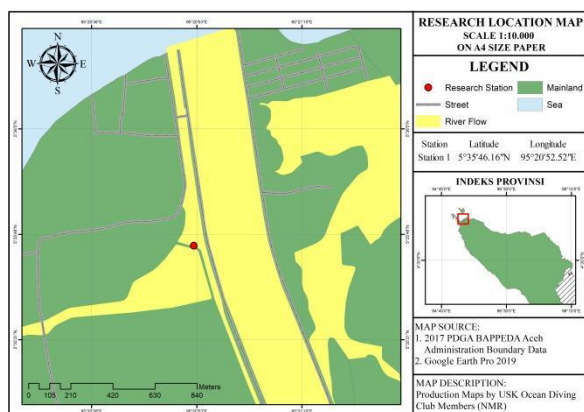 RESEARCH LOCATION MAP
SCALE 1:10.000
ON A4 SIZE PAPER
LEGEND
Research Station
Mainland
Street
Sea
River Flow
Station Latitude Longitude
Station 1 5°35'46.16"N 95°20'52.52"E
INDEKS PROVINSI
MAP SOURCE:
1. 2017 PDGA BAPPEDA Aceh
Administration Boundary Data
2. Google Earth Pro 2019
MAP DESCRIPTION:
Production Maps by USK Ocean Diving
Club Members (NMR)
N
W E
S
0 105 210 420 630 840
Meters